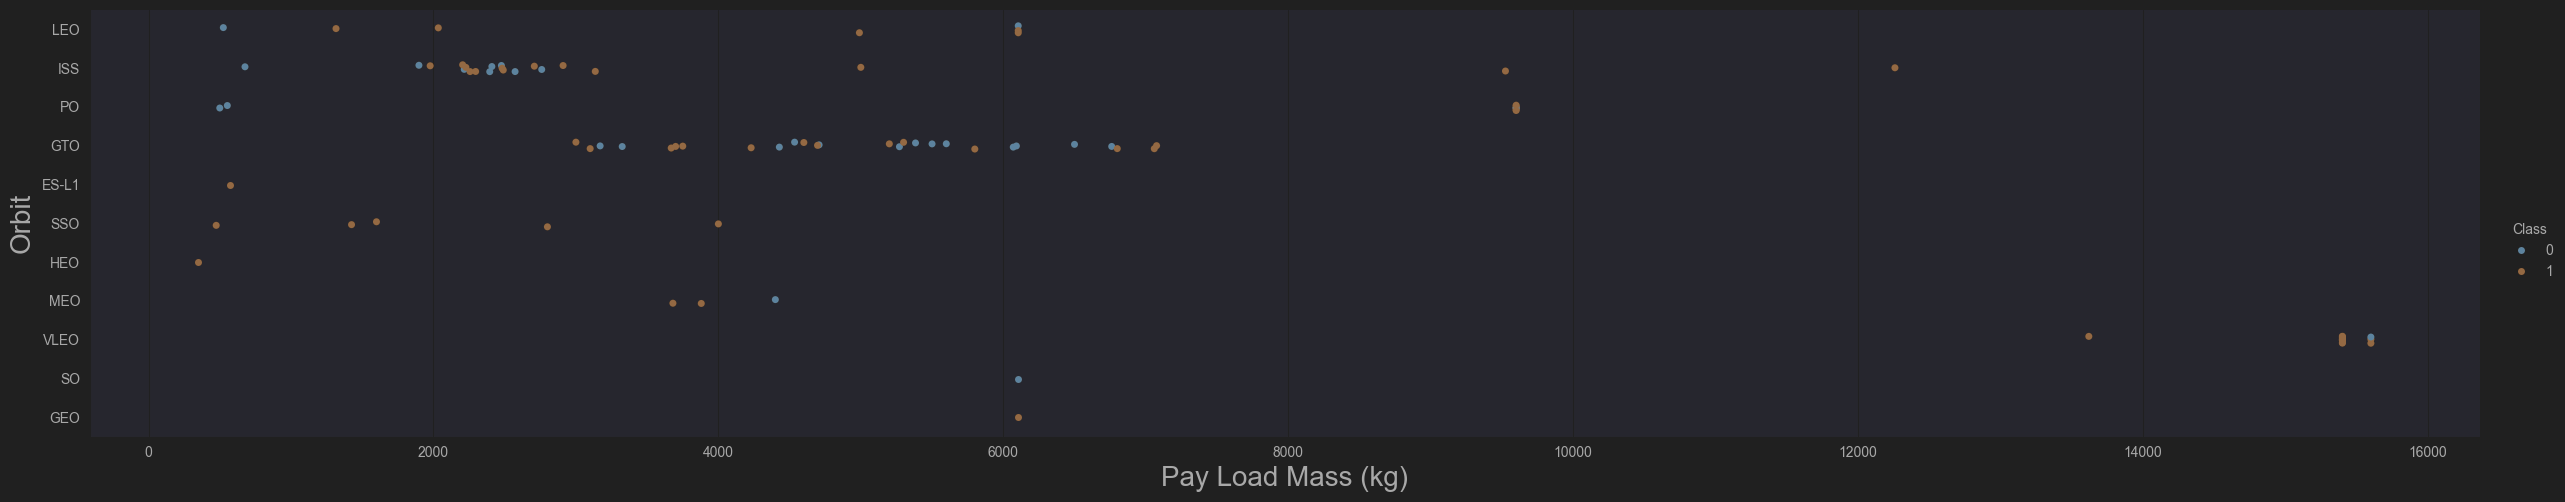 LEO
ISS
PO
GTO
ES-L1
SSO
HEO
MEO
VLEO
SO
GEO
Orbit
0 2000 4000 6000 8000 10000 12000 14000 16000
Pay Load Mass (kg)
Class
0
1